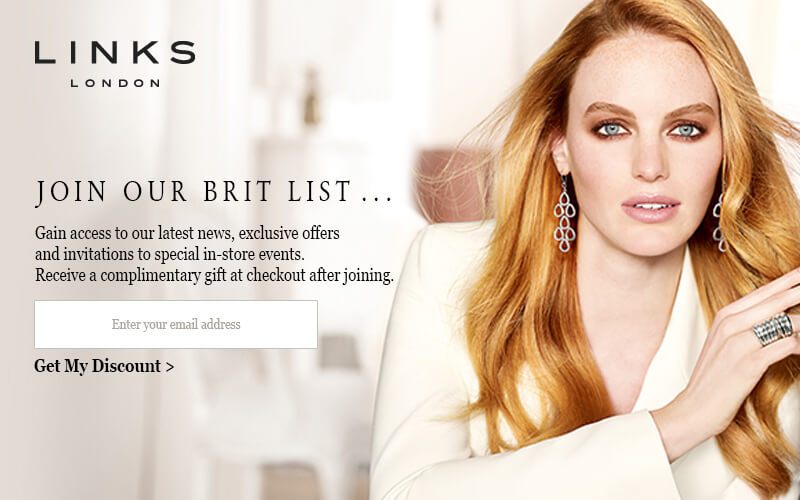 LINKS
LONDON
JOIN OUR BRIT LIST . . .
Gain access to our latest news, exclusive offers
and invitations to special in-store events.
Receive a complimentary gift at checkout after joining.
Enter your email address
Get My Discount >